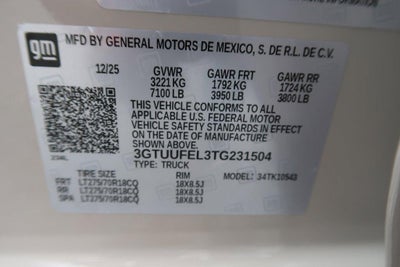 gm
MFD BY GENERAL MOTORS DE MEXICO, S. DE R.L. DE C.V.
12/25 GVWR GAWR FRT GAWR RR
3221 KG 1792 KG 1724 KG
7100 LB 3950 LB 3800 LB
THIS VEHICLE CONFORMS TO ALL
APPLICABLE U.S. FEDERAL MOTOR
VEHICLE SAFETY STANDARDS IN
EFFECT ON THE DATE OF MANUFACTURE
SHOWN ABOVE.
3GTUUFEL3TG231504
TYPE: TRUCK MODEL: 34TK10543
TIRE SIZE RIM
FRT LT275/70R18CQ 18X8.5J
RR LT275/70R18CQ 18X8.5J
SPA LT275/70R18CQ 18X8.5J